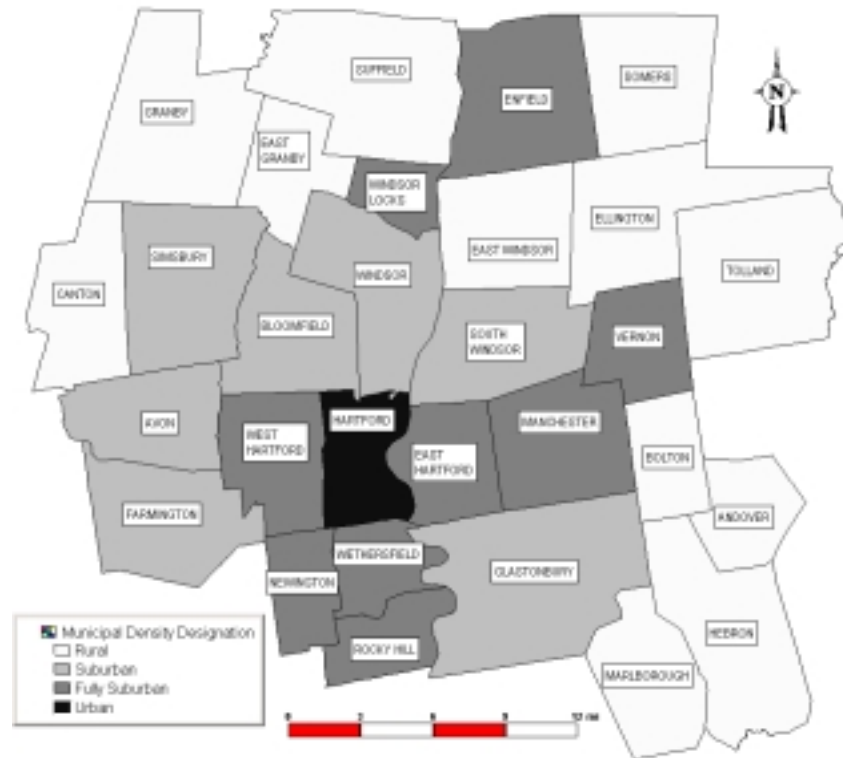 SUFFIELD
SOMERS
ENFIELD
GRANBY
N
EAST
GRANBY
WINDSOR
LOCKS
ELLINGTON
EAST WINDSOR
SIMSBURY
TOLLAND
WINDSOR
CANTON
BLOOMFIELD
SOUTH
WINDSOR
VERNON
HARTFORD
MANCHESTER
AVON
WEST
HARTFORD
EAST
HARTFORD
BOLTON
FARMINGTON
ANDOVER
WETHERSFIELD
GLASTONBURY
NEWINGTON
HEBRON
ROCKY HILL
MARLBOROUGH
Municipal Density Designation
Rural
Suburban
Fully Suburban
Urban